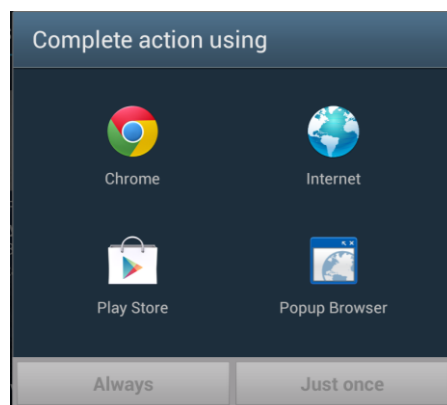 Complete action using
Chrome
Internet
Play Store
Popup Browser
Always
Just once